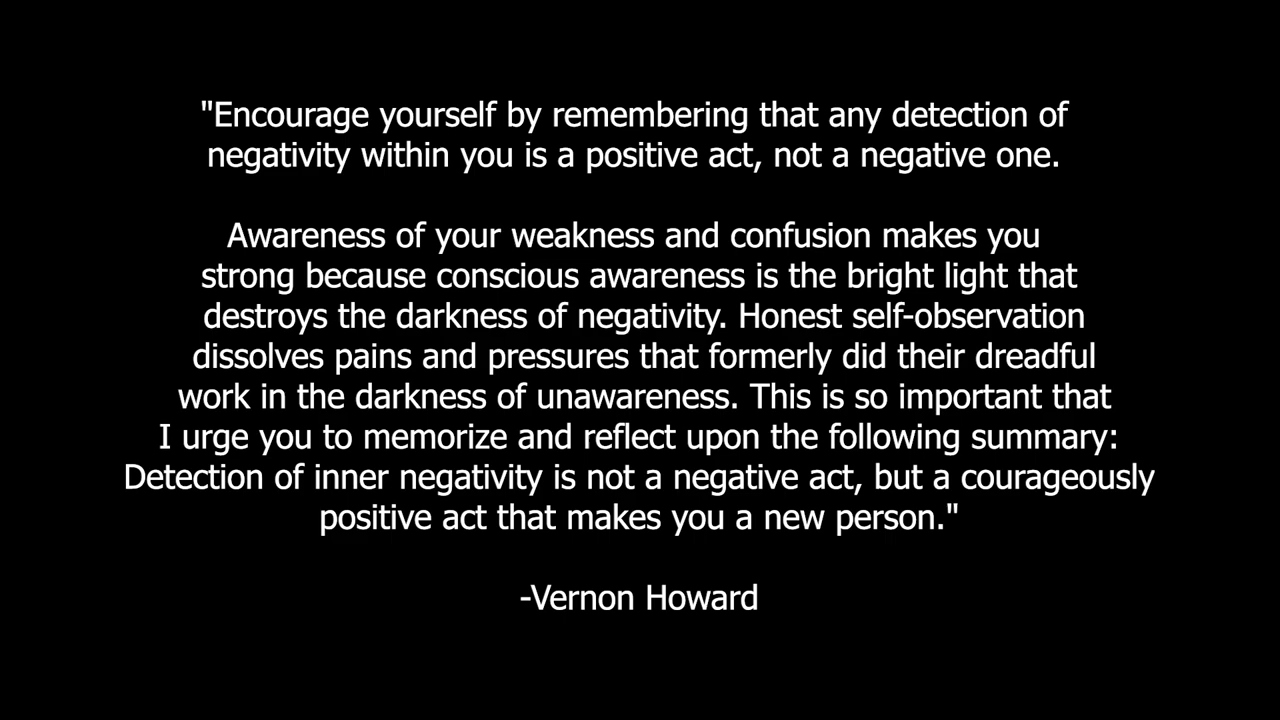 "Encourage yourself by remembering that any detection of
negativity within you is a positive act, not a negative one.
Awareness of your weakness and confusion makes you
strong because conscious awareness is the bright light that
destroys the darkness of negativity. Honest self-observation
dissolves pains and pressures that formerly did their dreadful
work in the darkness of unawareness. This is so important that
I urge you to memorize and reflect upon the following summary:
Detection of inner negativity is not a negative act, but a courageously
positive act that makes you a new person."
-Vernon Howard